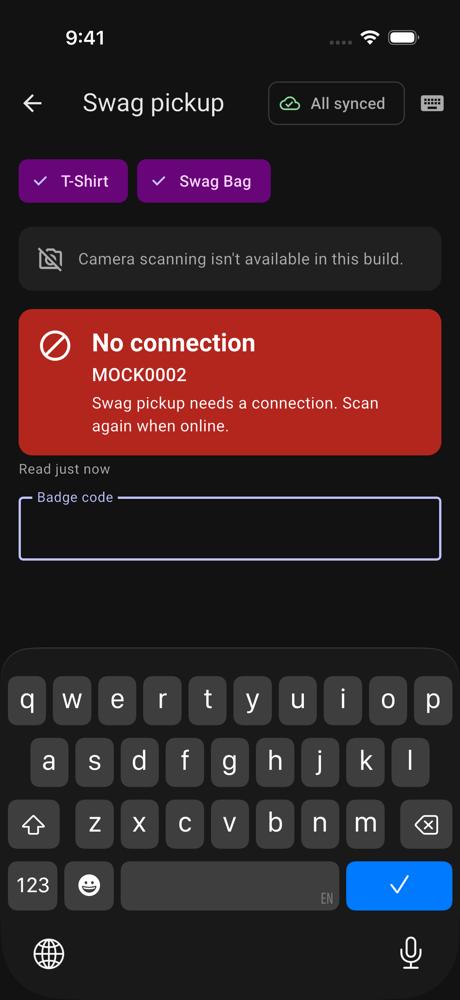 9:41
Swag pickup
All synced
T-Shirt
Swag Bag
Camera scanning isn't available in this build.
No connection
MOCK0002
Swag pickup needs a connection. Scan
again when online.
Read just now
Badge code
q w e r t y u i o p
a s d f g h j k l
z x c v b n m
123
EN